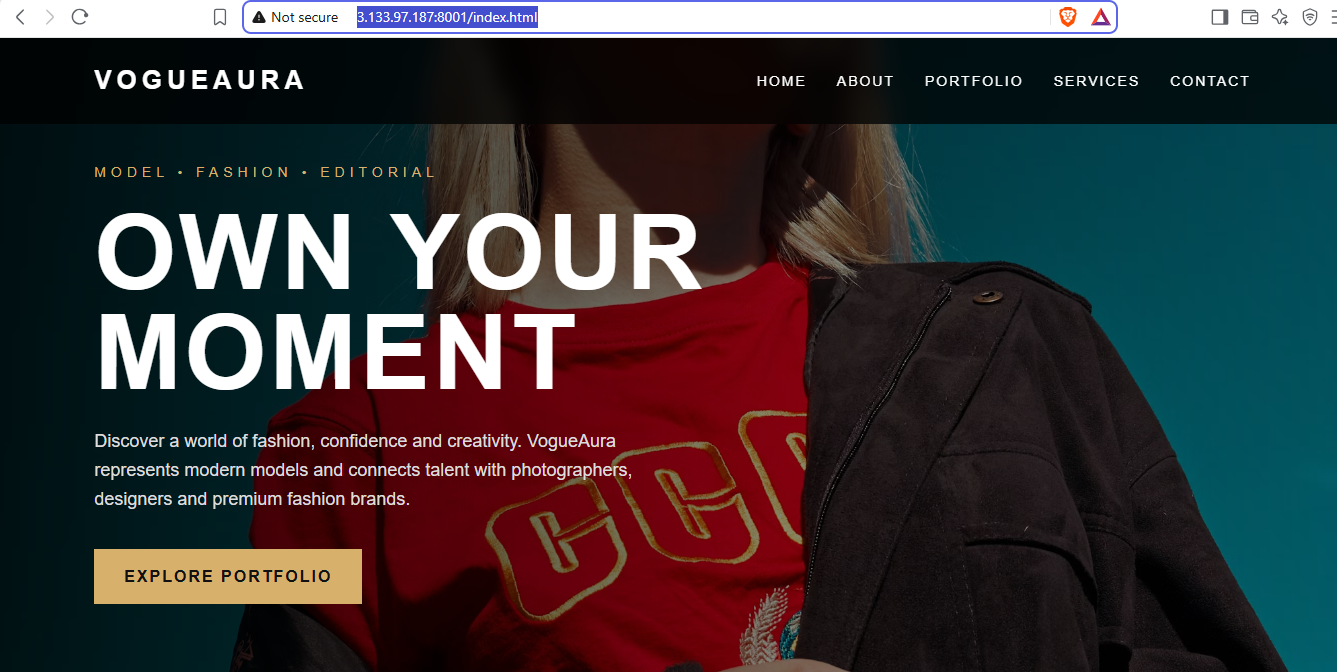 Not secure 3.133.97.187:8001/index.html
VOGUEAURA
HOME ABOUT PORTFOLIO SERVICES CONTACT
MODEL • FASHION • EDITORIAL
OWN YOUR
MOMENT
Discover a world of fashion, confidence and creativity. VogueAura
represents modern models and connects talent with photographers,
designers and premium fashion brands.
EXPLORE PORTFOLIO